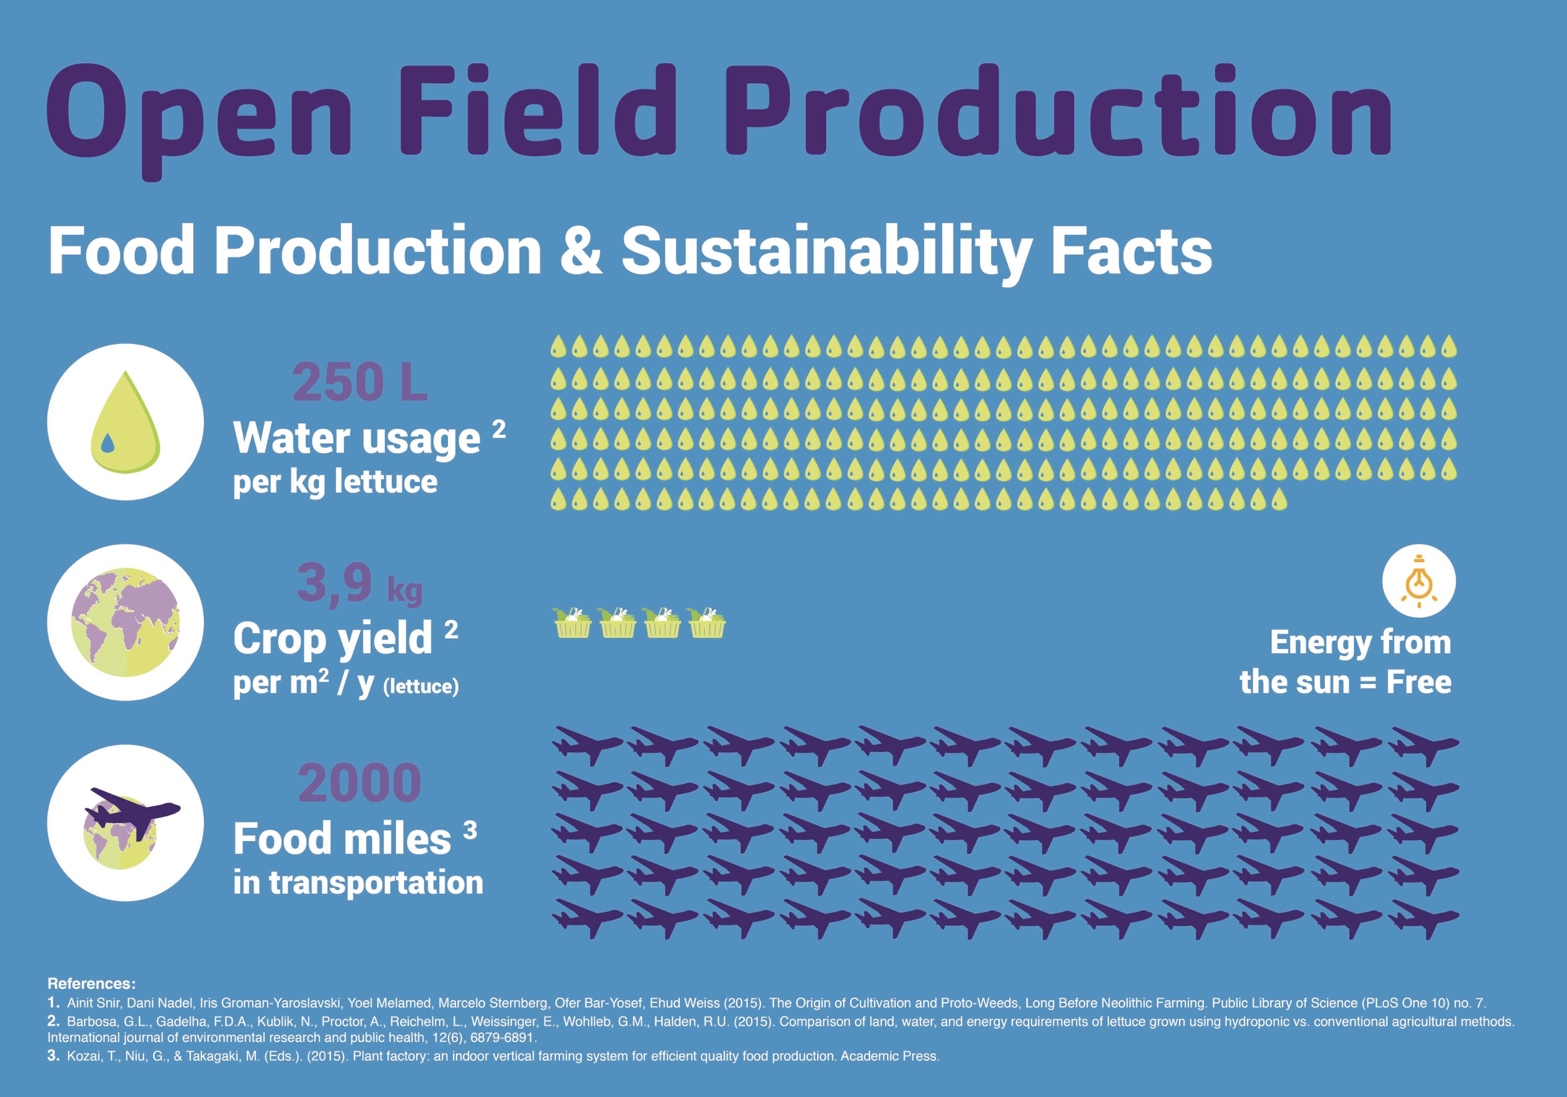 Open Field Production
Food Production & Sustainability Facts
250 L
Water usage ²
per kg lettuce
3,9 kg
Crop yield ²
per m² / y (lettuce)
Energy from
the sun = Free
2000
Food miles ³
in transportation
References:
1. Ainit Snir, Dani Nadel, Iris Groman-Yaroslavski, Yoel Melamed, Marcelo Sternberg, Ofer Bar-Yosef, Ehud Weiss (2015). The Origin of Cultivation and Proto-Weeds, Long Before Neolithic Farming. Public Library of Science (PLoS One 10) no. 7.
2. Barbosa, G.L., Gadelha, F.D.A., Kublik, N., Proctor, A., Reichelm, L., Weissinger, E., Wohlleb, G.M., Halden, R.U. (2015). Comparison of land, water, and energy requirements of lettuce grown using hydroponic vs. conventional agricultural methods.
International journal of environmental research and public health, 12(6), 6879-6891.
3. Kozai, T., Niu, G., & Takagaki, M. (Eds.). (2015). Plant factory: an indoor vertical farming system for efficient quality food production. Academic Press.